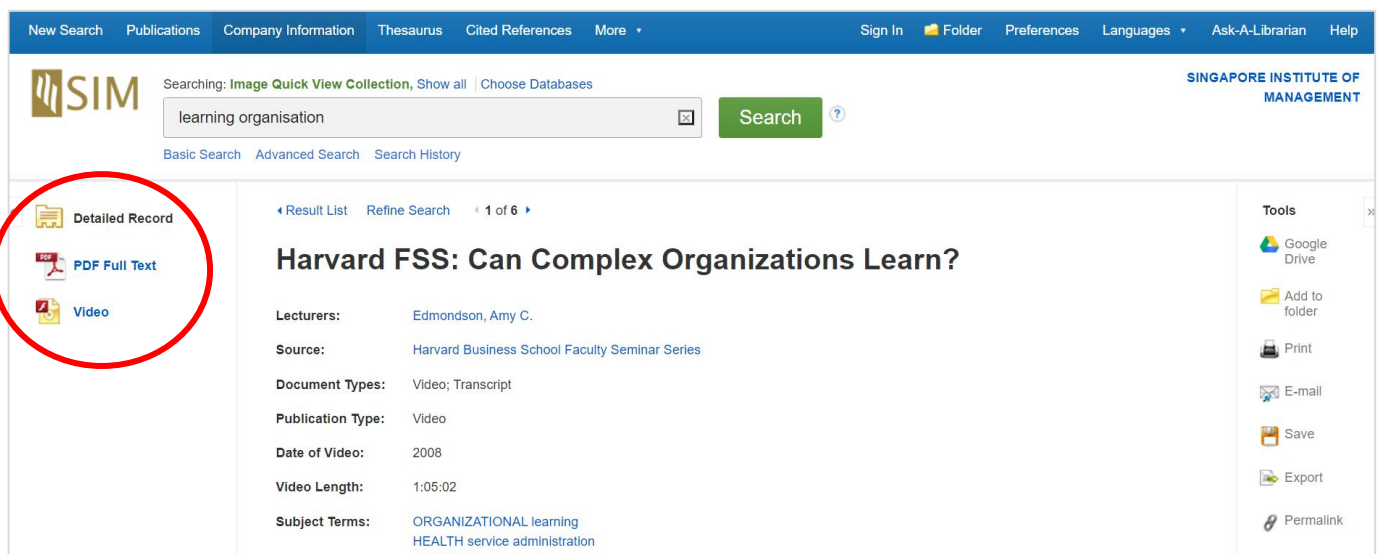 New Search Publications Company Information Thesaurus Cited References More Sign In Folder Preferences Languages Ask-A-Librarian Help
SIM
Searching: Image Quick View Collection, Show all | Choose Databases
SINGAPORE INSTITUTE OF
MANAGEMENT
learning organisation
Search ?
Basic Search Advanced Search Search History
Detailed Record
PDF
PDF Full Text
Video
Result List Refine Search 1 of 6
Harvard FSS: Can Complex Organizations Learn?
Lecturers: Edmondson, Amy C.
Source: Harvard Business School Faculty Seminar Series
Document Types: Video; Transcript
Publication Type: Video
Date of Video: 2008
Video Length: 1:05:02
Subject Terms: ORGANIZATIONAL learning
HEALTH service administration
Tools »
Google
Drive
Add to
folder
Print
E-mail
Save
Export
Permalink